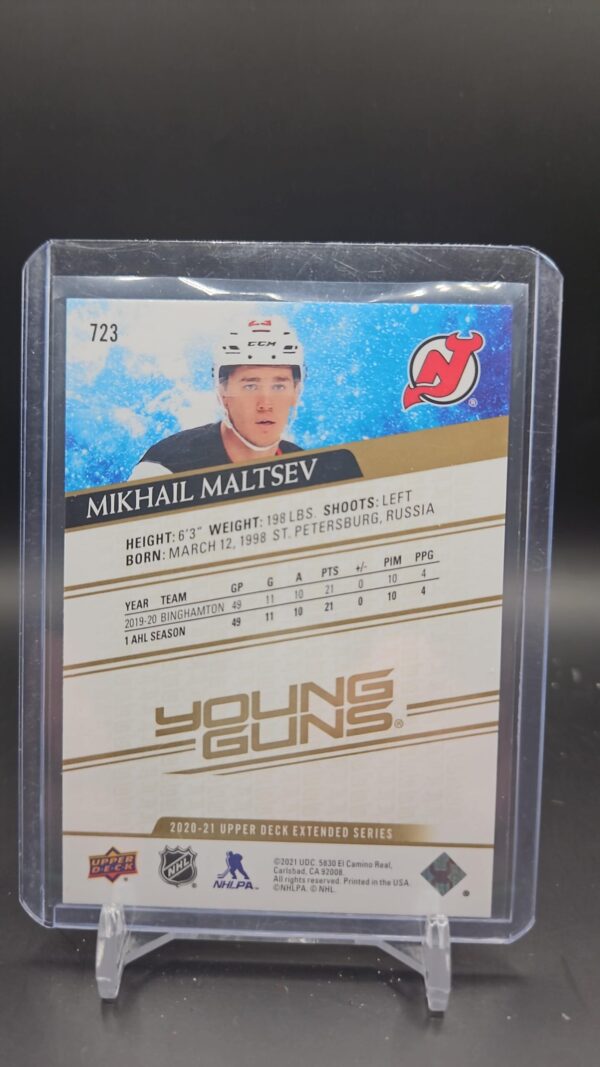 723
CCM
MIKHAIL MALTSEV
HEIGHT: 6'3" WEIGHT: 198 LBS. SHOOTS: LEFT
BORN: MARCH 12, 1998 ST. PETERSBURG, RUSSIA
YEAR TEAM GP G A PTS +/- PIM PPG
2019-20 BINGHAMTON 49 11 10 21 0 10 4
1 AHL SEASON 49 11 10 21 0 10 4
YOUNG
GUNS®
2020-21 UPPER DECK EXTENDED SERIES
UPPER
D·E·C·K
NHL
NHLPA
©2021 UDC. 5830 El Camino Real,
Carlsbad, CA 92008.
All rights reserved. Printed in the USA
©NHLPA. © NHL.